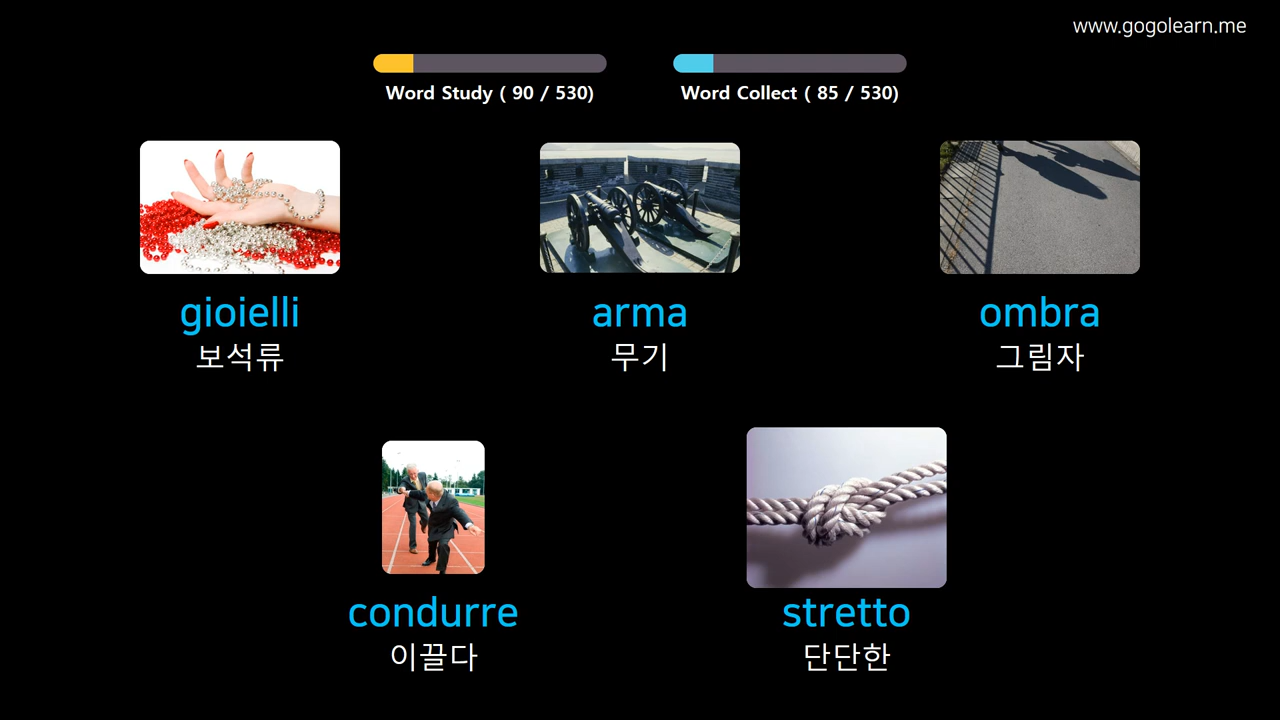 www.gogolearn.me
Word Study ( 90 / 530)
Word Collect ( 85 / 530)
gioielli
보석류
arma
무기
ombra
그림자
condurre
이끌다
stretto
단단한